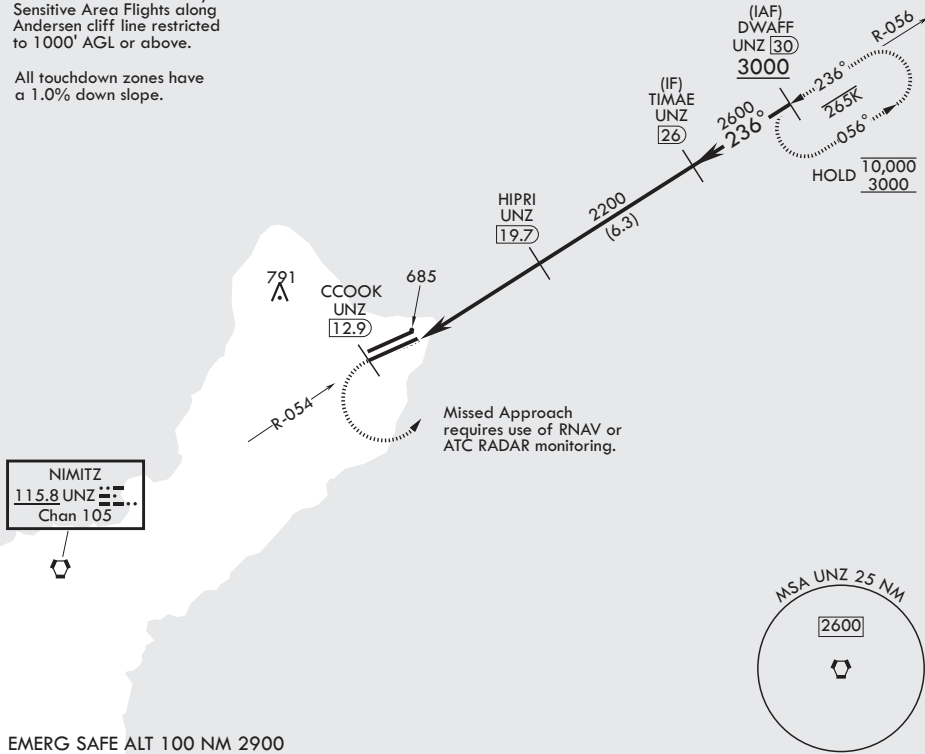 Sensitive Area Flights along
Andersen cliff line restricted
to 1000' AGL or above.
All touchdown zones have
a 1.0% down slope.
(IAF)
DWAFF
UNZ 30
3000
R-056
236°
265K
056°
HOLD 10,000
3000
(IF)
TIMAE
UNZ
26
2600
236°
HIPRI
UNZ
19.7
2200
(6.3)
791
685
CCOOK
UNZ
12.9
R-054
Missed Approach
requires use of RNAV or
ATC RADAR monitoring.
NIMITZ
115.8 UNZ
Chan 105
MSA UNZ 25 NM
2600
EMERG SAFE ALT 100 NM 2900